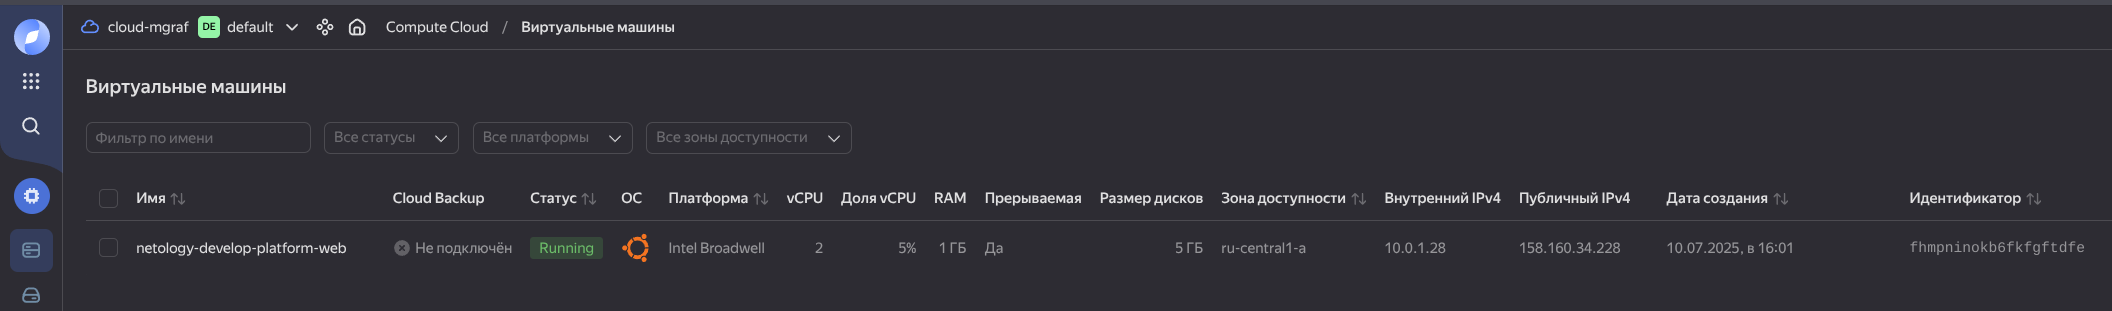 cloud-mgraf DE default Compute Cloud / Виртуальные машины
Виртуальные машины
Фильтр по имени Все статусы Все платформы Все зоны доступности
Имя Cloud Backup Статус ОС Платформа vCPU Доля vCPU RAM Прерываемая Размер дисков Зона доступности Внутренний IPv4 Публичный IPv4 Дата создания Идентификатор
netology-develop-platform-web Не подключён Running Intel Broadwell 2 5% 1 ГБ Да 5 ГБ ru-central1-a 10.0.1.28 158.160.34.228 10.07.2025, в 16:01 fhmpninokb6fkfgftdfe